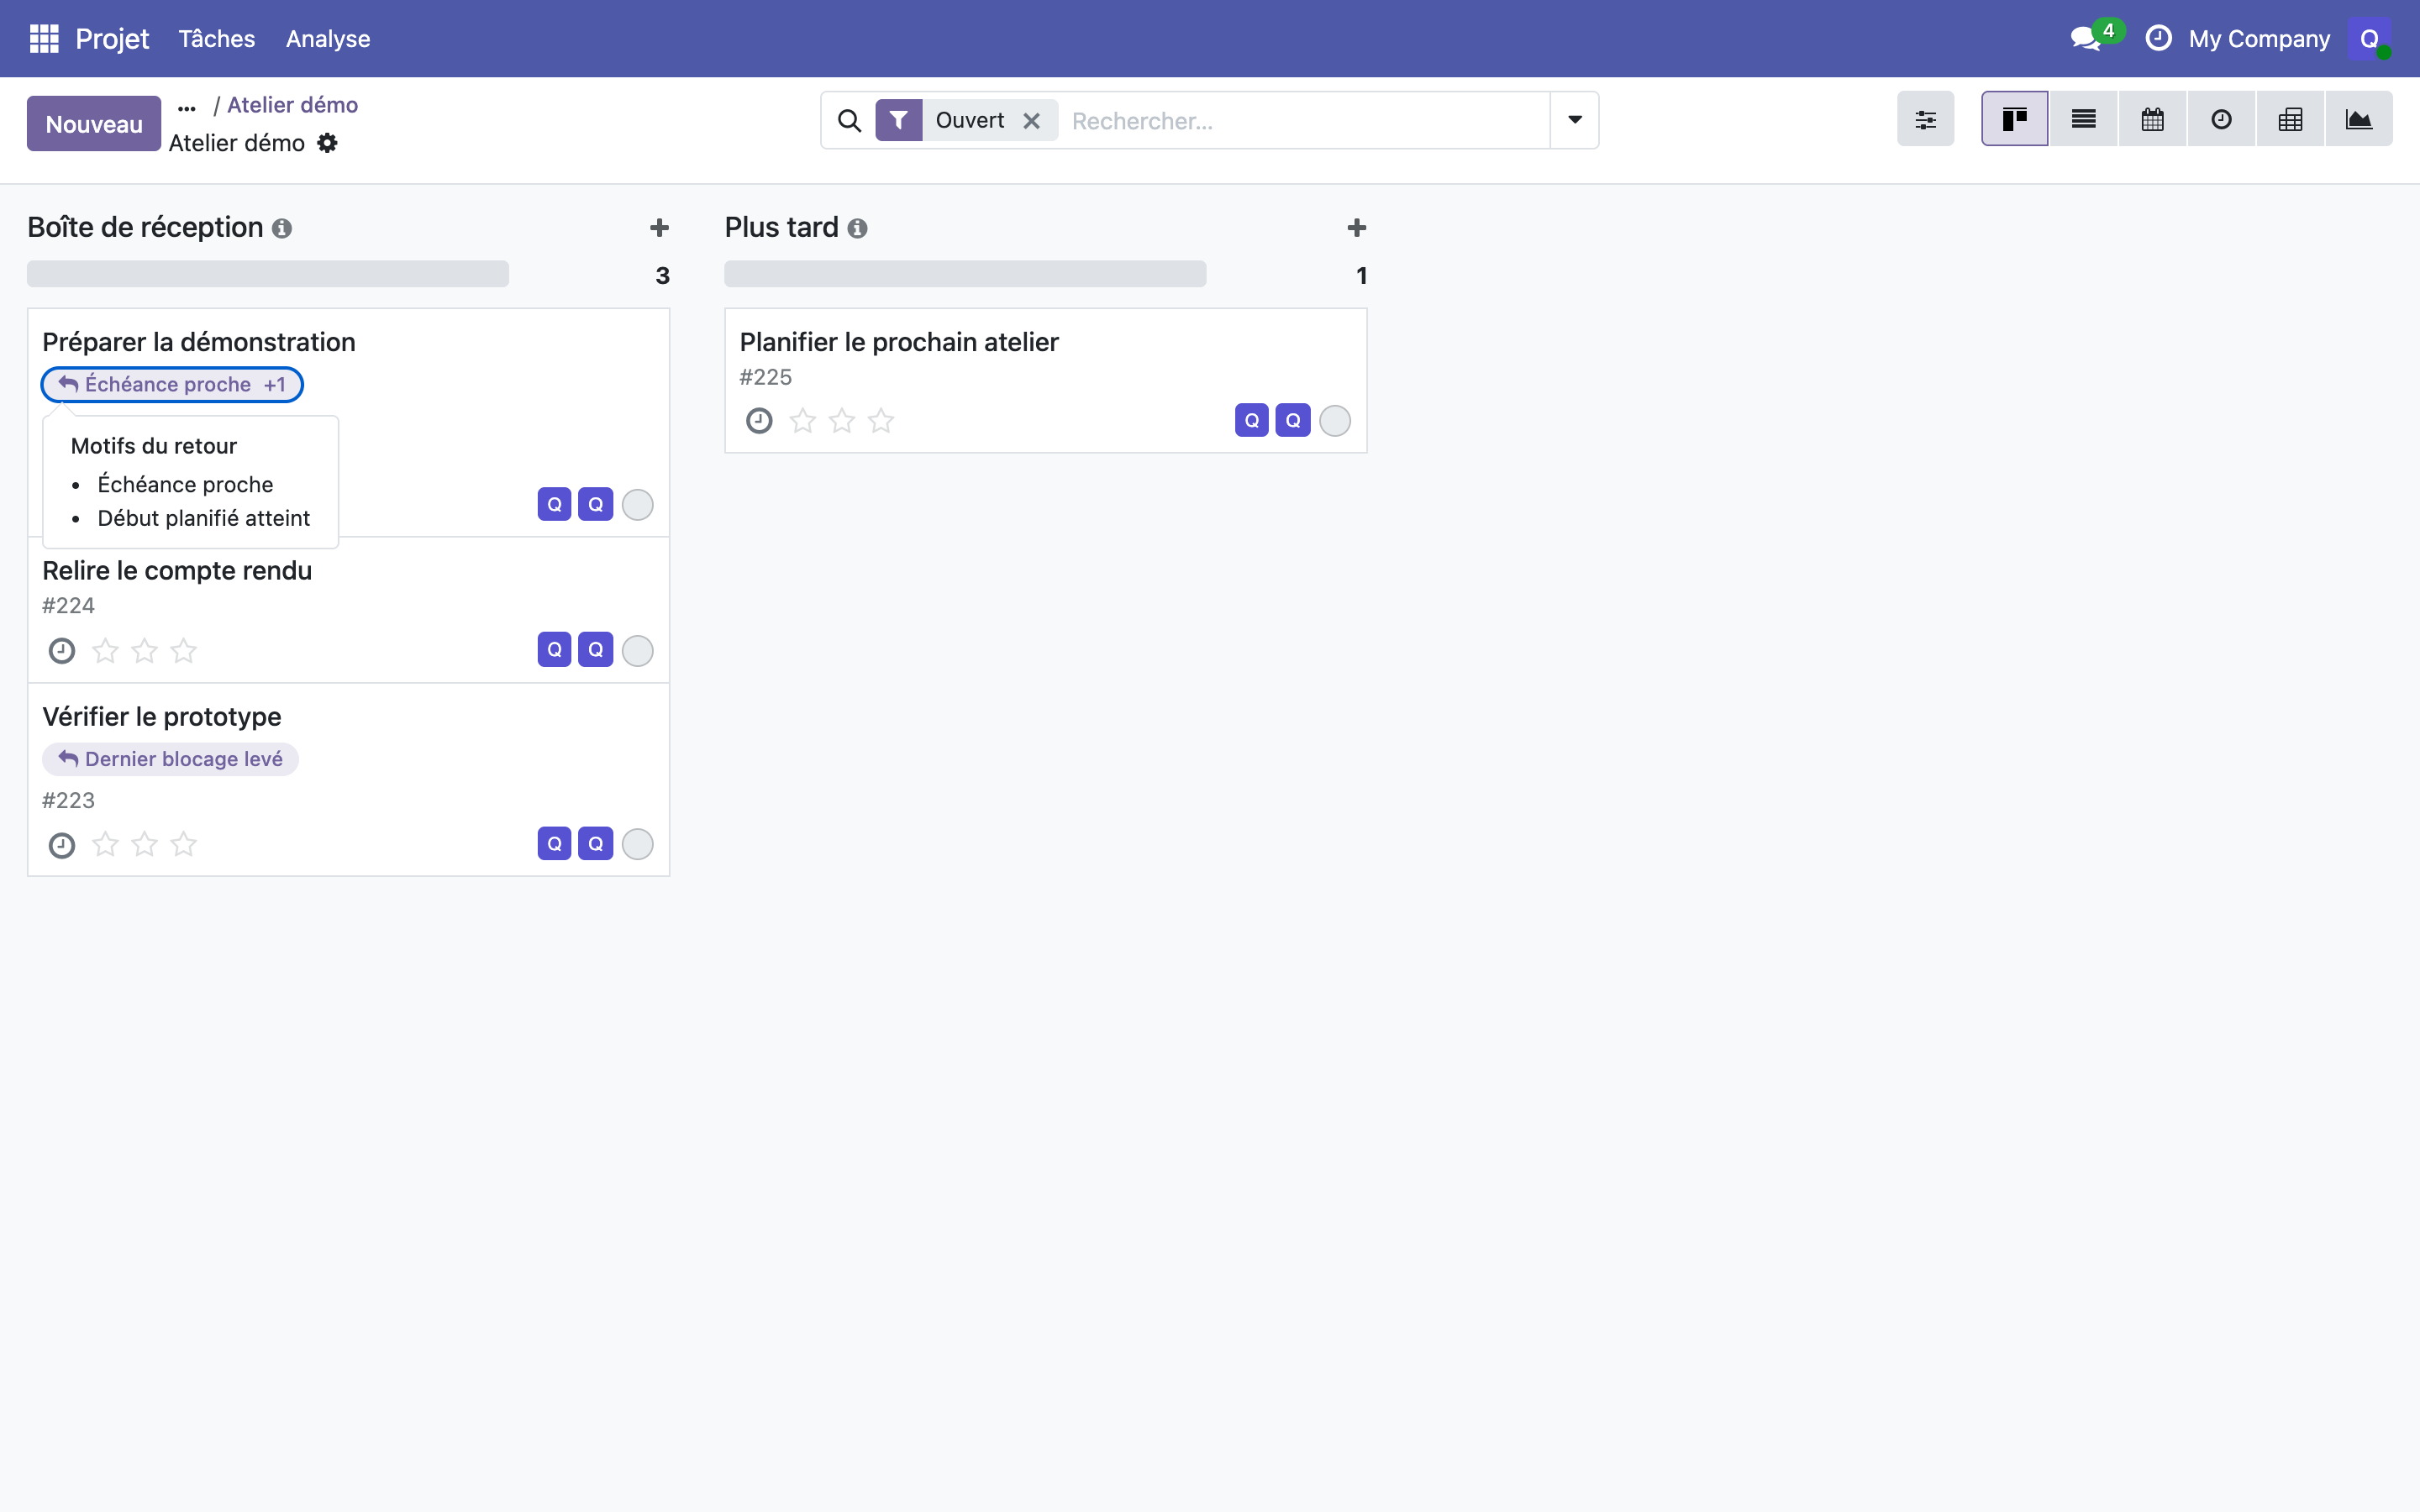 Projet Tâches Analyse 4 My Company Q
Nouveau ... / Atelier démo
Atelier démo
Ouvert Rechercher...
Boîte de réception
3
Préparer la démonstration
Échéance proche +1
Motifs du retour
• Échéance proche
• Début planifié atteint
Q Q
Relire le compte rendu
#224
Q Q
Vérifier le prototype
Dernier blocage levé
#223
Q Q
Plus tard
1
Planifier le prochain atelier
#225
Q Q